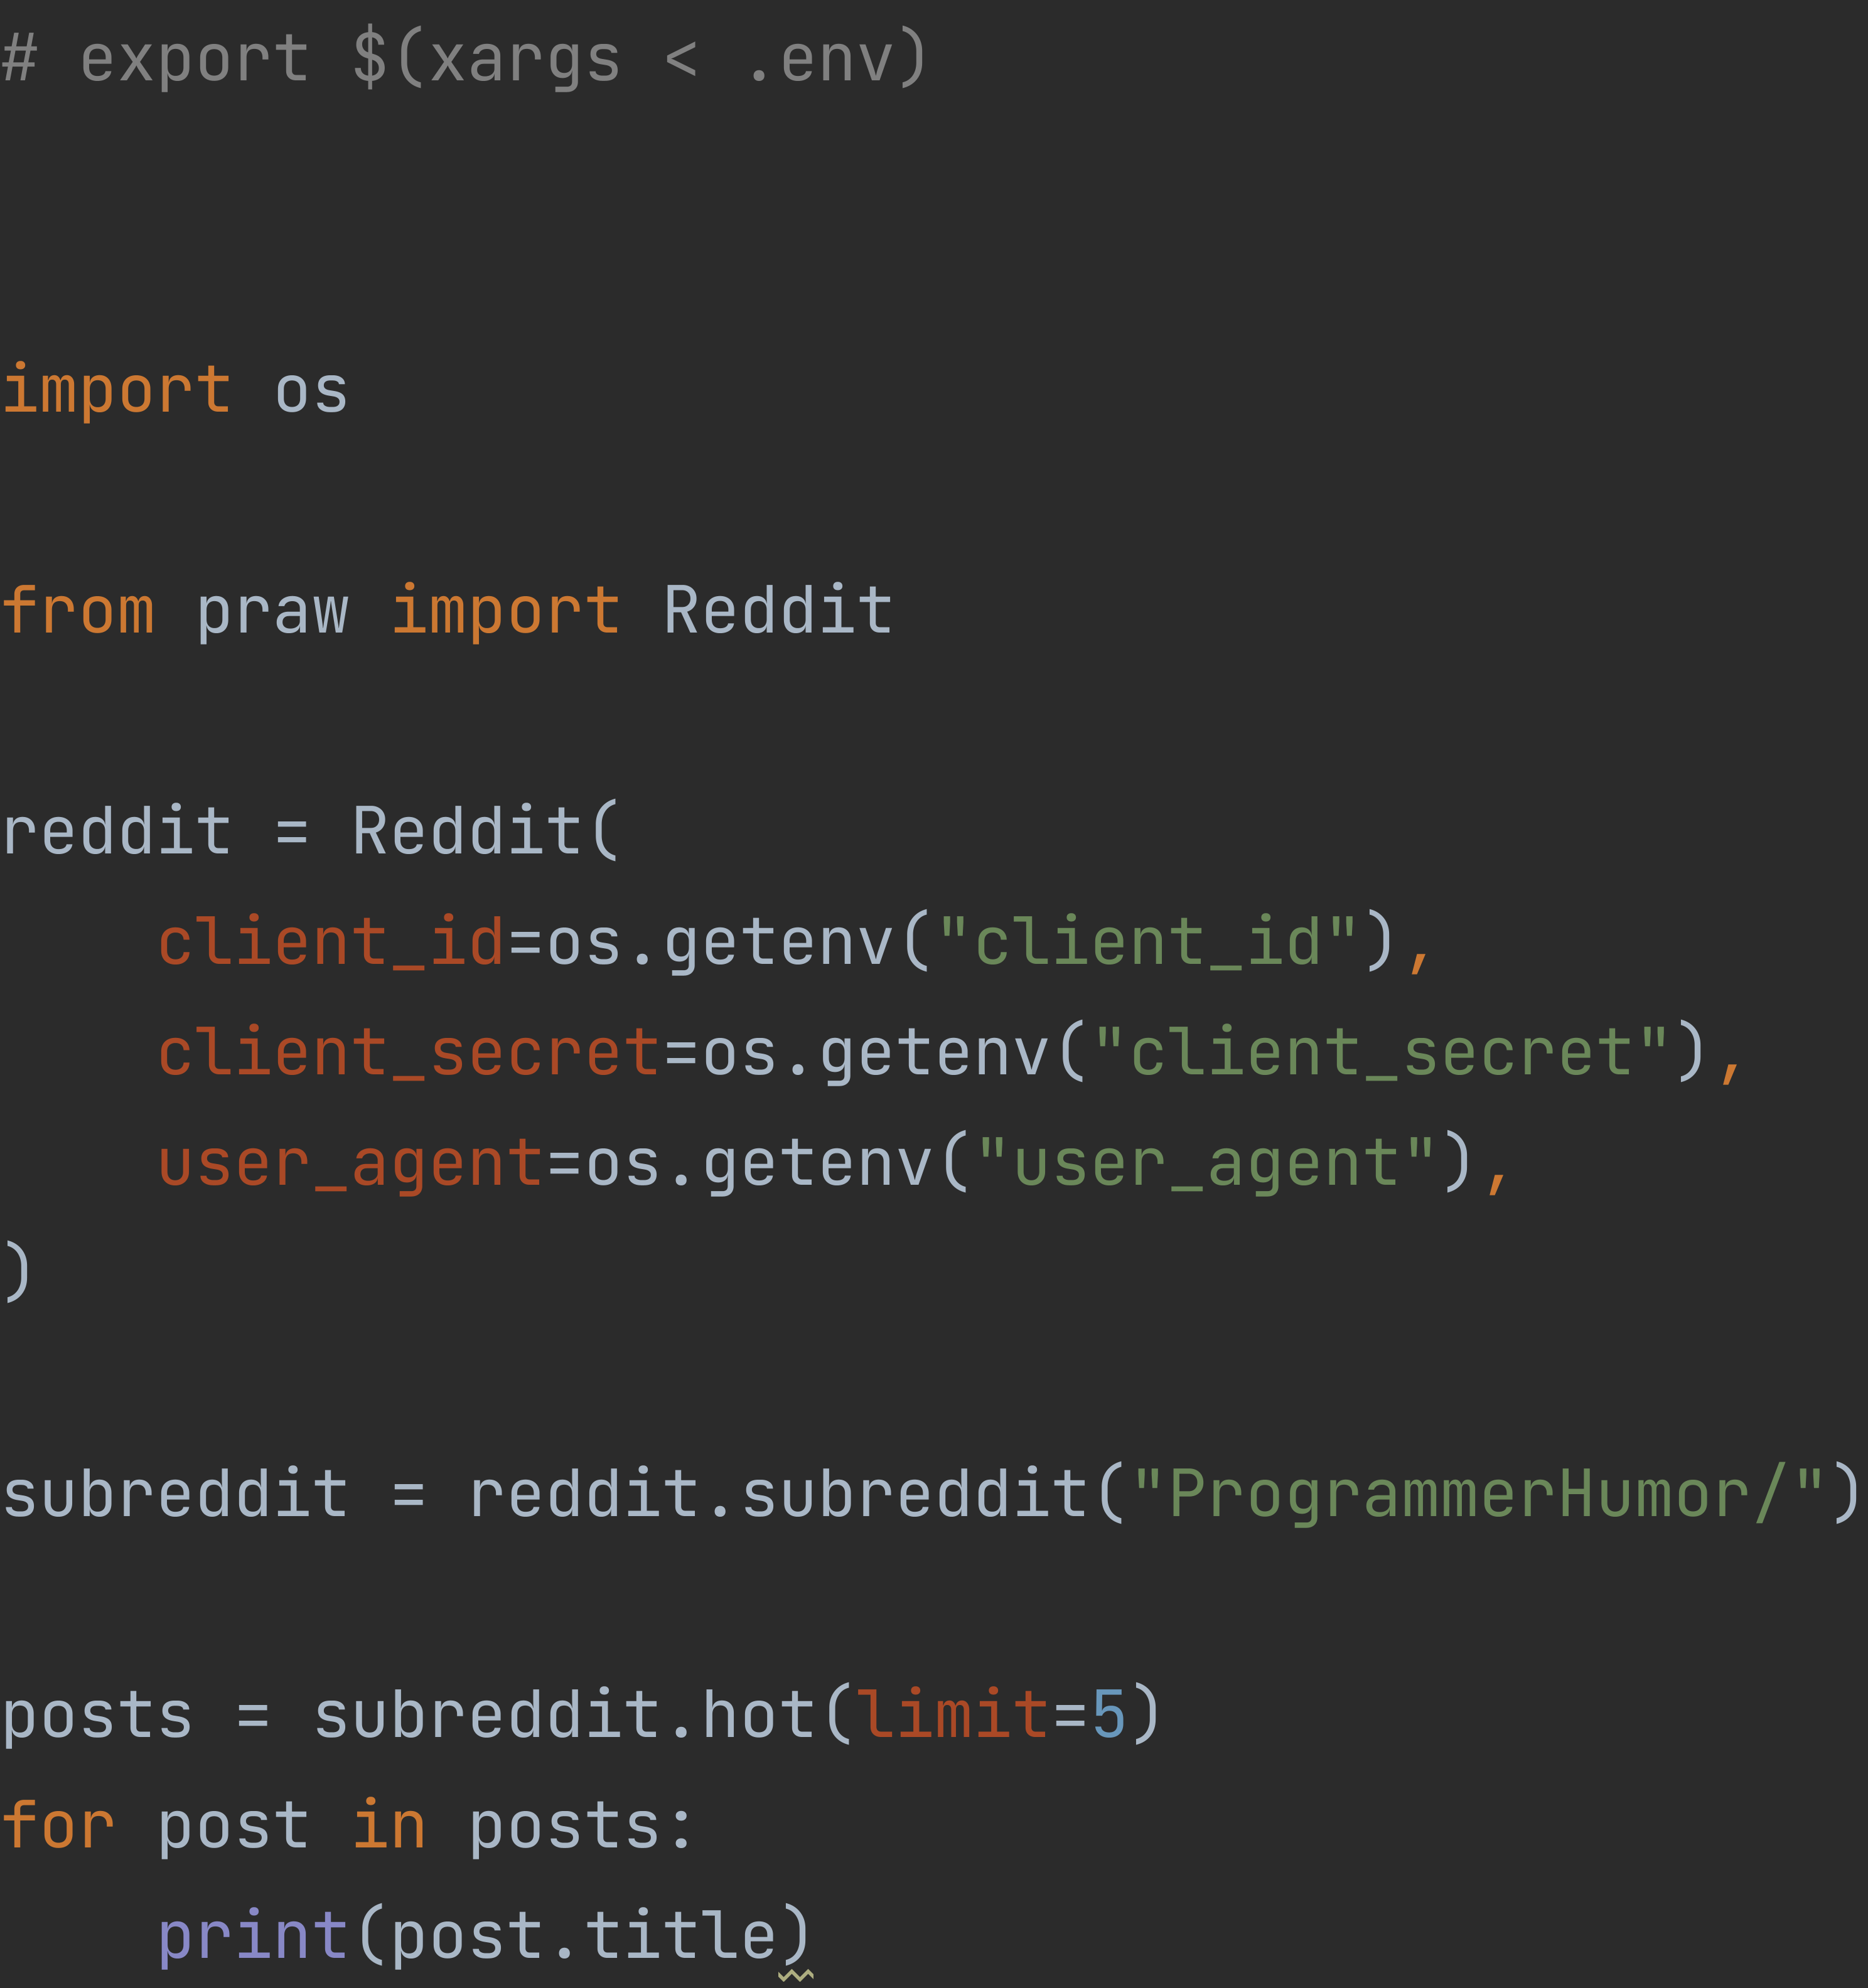 # export $(xargs < .env)
import os
from praw import Reddit
reddit = Reddit(
    client_id=os.getenv("client_id"),
    client_secret=os.getenv("client_secret"),
    user_agent=os.getenv("user_agent"),
)
subreddit = reddit.subreddit("ProgrammerHumor/")
posts = subreddit.hot(limit=5)
for post in posts:
    print(post.title)